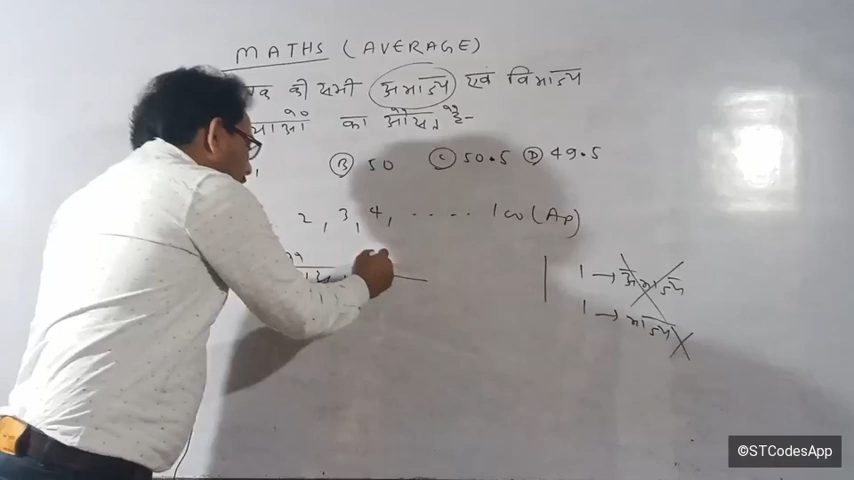 MATHS (AVERAGE)
की सभी अभाज्य एवं विभाज्य
का औसत है-
(B) 50 (C) 50.5 (D) 49.5
2, 3, 4, ..... 100 (AP)
1 → अभाज्य
1 → भाज्य
©STCodesApp